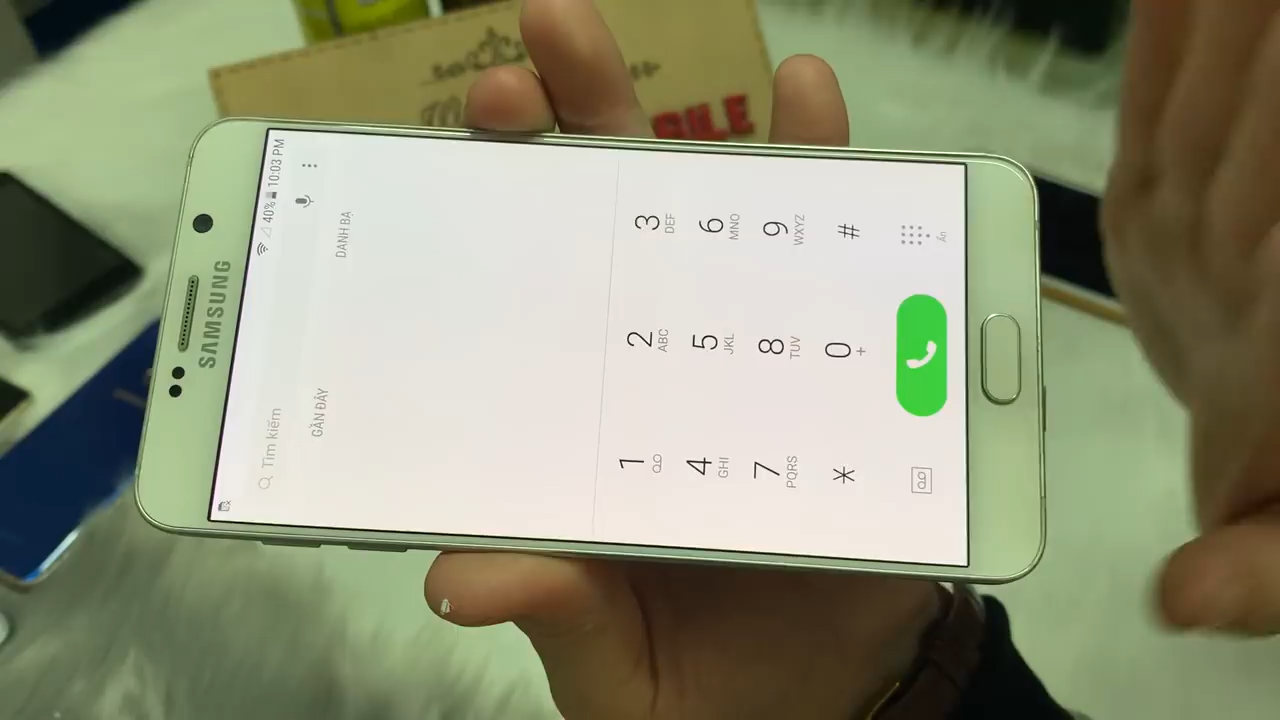 SAMSUNG
40% 10:03 PM
Tìm kiếm
GẦN ĐÂY
DANH BẠ
1
2 ABC
3 DEF
4 GHI
5 JKL
6 MNO
7 PQRS
8 TUV
9 WXYZ
*
0 +
#
Ẩn